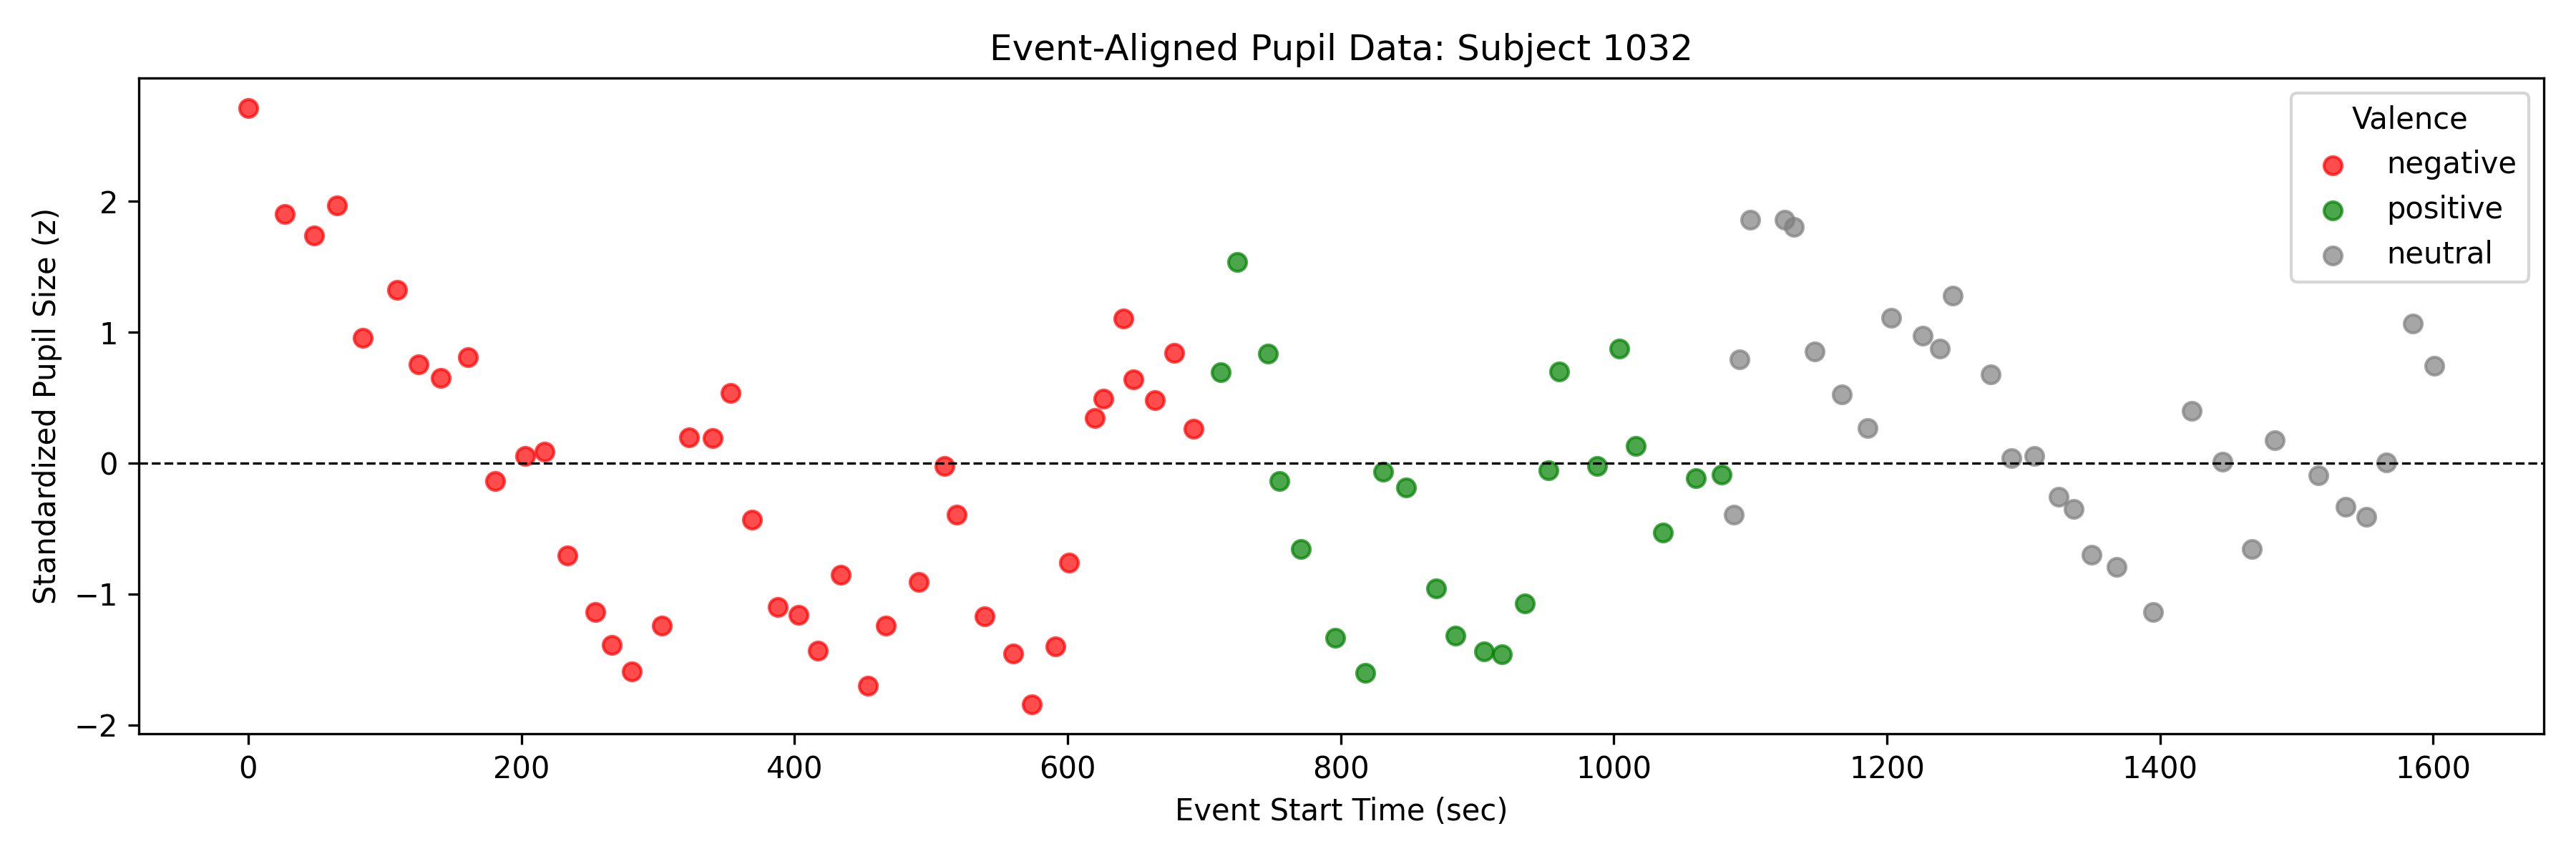 Event-Aligned Pupil Data: Subject 1032
Standardized Pupil Size (z)
2
1
0
−1
−2
Valence
negative
positive
neutral
0 200 400 600 800 1000 1200 1400 1600
Event Start Time (sec)